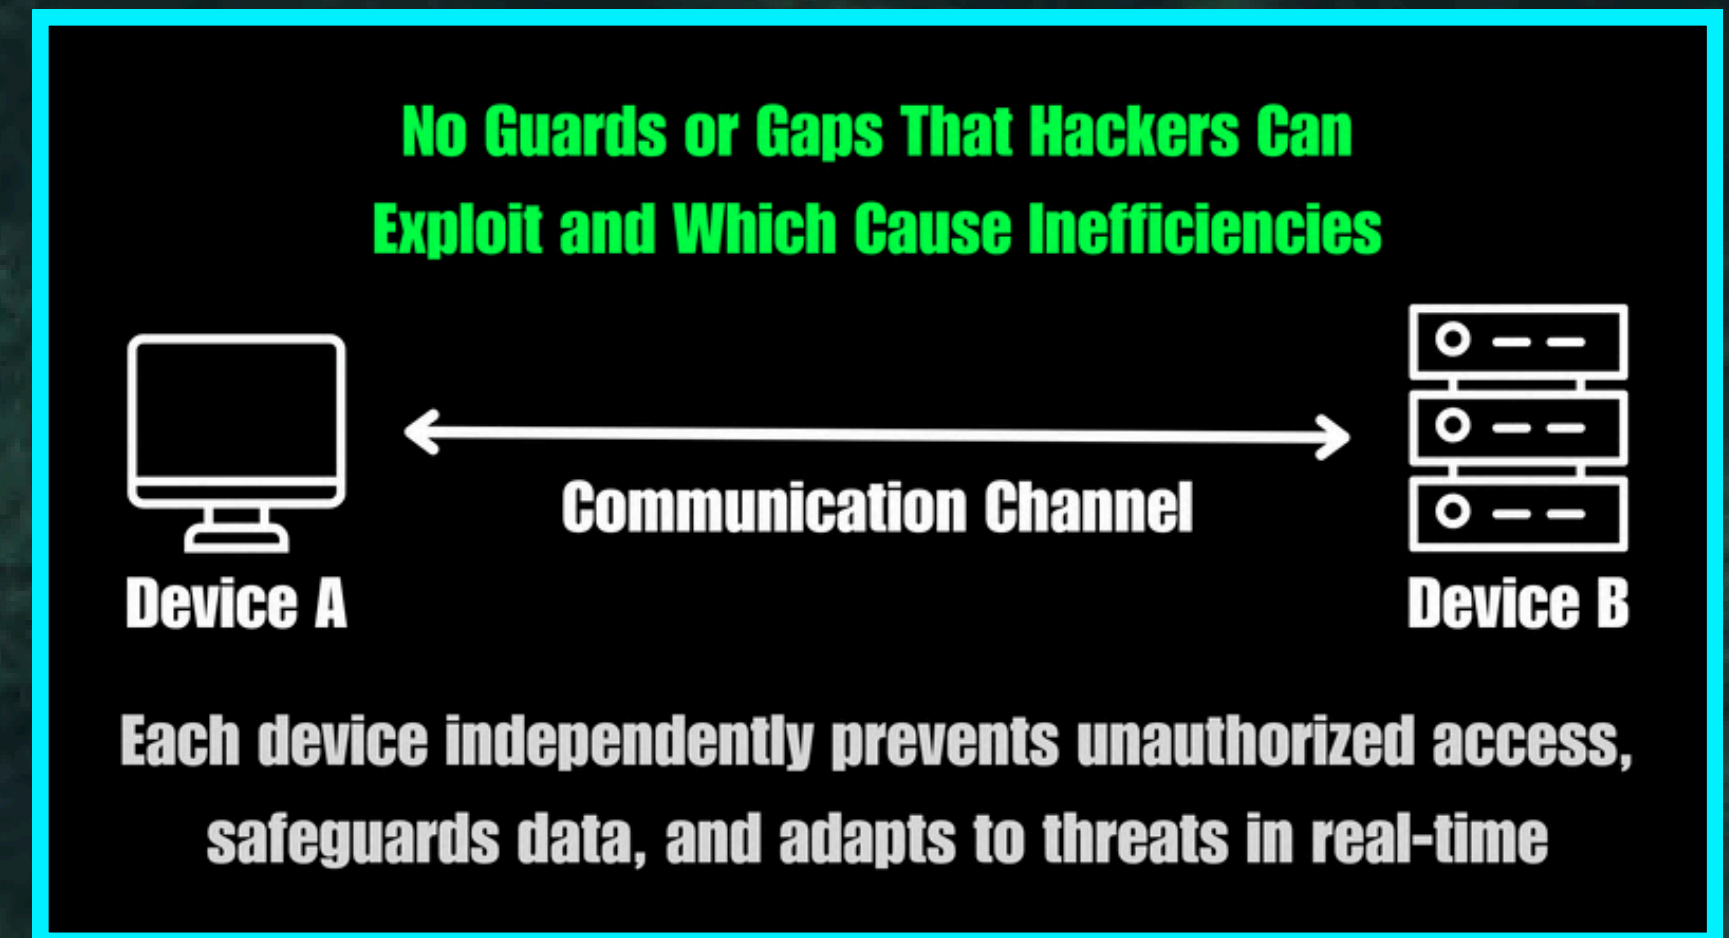 No Guards or Gaps That Hackers Can
Exploit and Which Cause Inefficiencies
Communication Channel
Device A
Device B
Each device independently prevents unauthorized access,
safeguards data, and adapts to threats in real-time